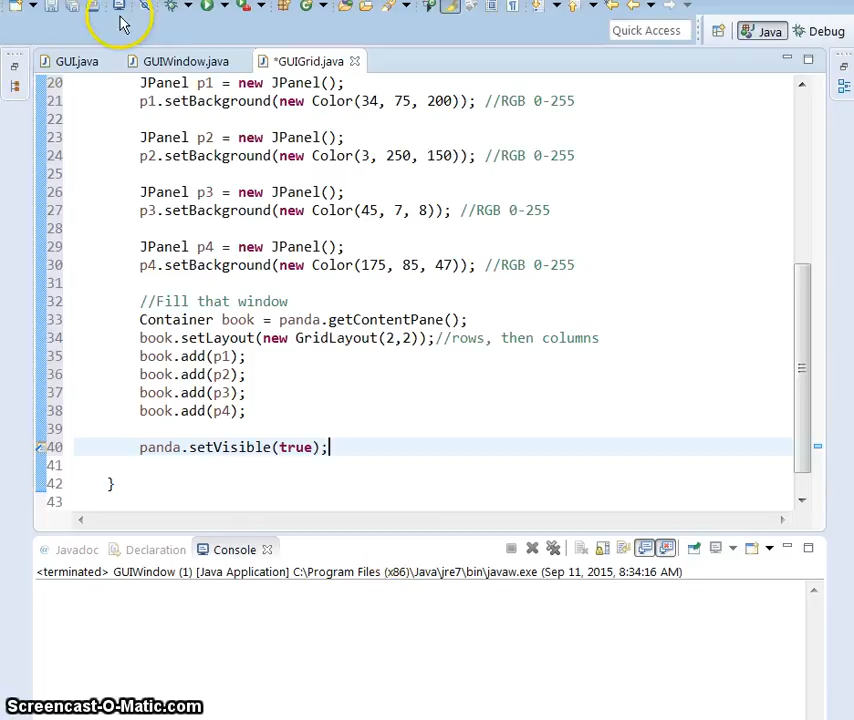 Quick Access
Java
Debug
GUI.java
GUIWindow.java
*GUIGrid.java
20 JPanel p1 = new JPanel();
21 p1.setBackground(new Color(34, 75, 200)); //RGB 0-255
22
23 JPanel p2 = new JPanel();
24 p2.setBackground(new Color(3, 250, 150)); //RGB 0-255
25
26 JPanel p3 = new JPanel();
27 p3.setBackground(new Color(45, 7, 8)); //RGB 0-255
28
29 JPanel p4 = new JPanel();
30 p4.setBackground(new Color(175, 85, 47)); //RGB 0-255
31
32 //Fill that window
33 Container book = panda.getContentPane();
34 book.setLayout(new GridLayout(2,2));//rows, then columns
35 book.add(p1);
36 book.add(p2);
37 book.add(p3);
38 book.add(p4);
39
40 panda.setVisible(true);
41
42 }
43
@ Javadoc
Declaration
Console
<terminated> GUIWindow (1) [Java Application] C:\Program Files (x86)\Java\jre7\bin\javaw.exe (Sep 11, 2015, 8:34:16 AM)
Screencast-O-Matic.com